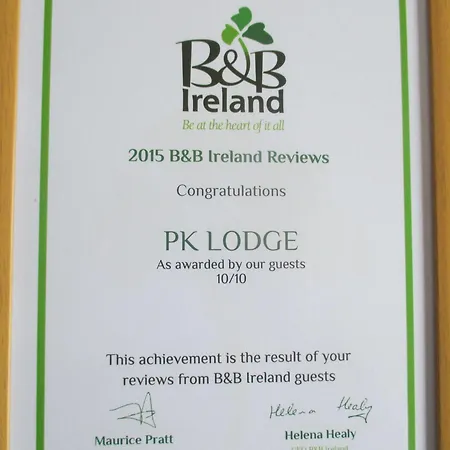 B&B
Ireland
Be at the heart of it all
2015 B&B Ireland Reviews
Congratulations
PK LODGE
As awarded by our guests
10/10
This achievement is the result of your
reviews from B&B Ireland guests
Helena Healy
Maurice Pratt
Helena Healy
CEO B&B Ireland